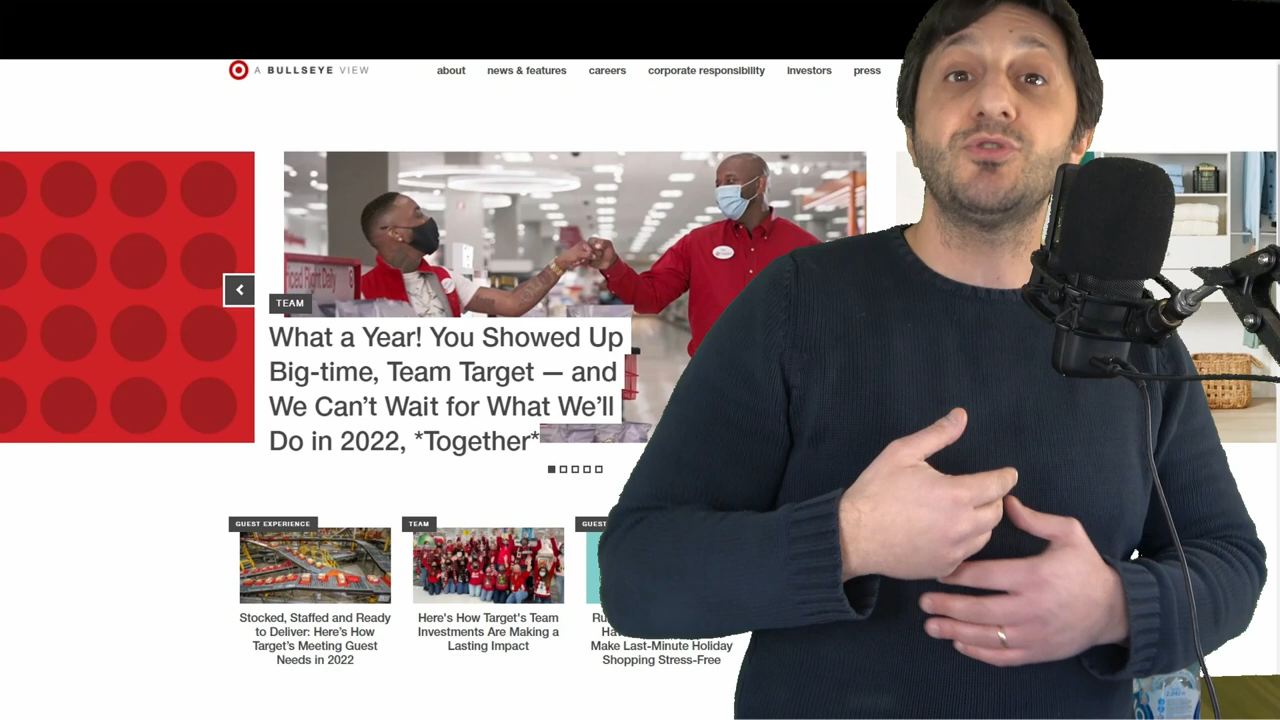 A BULLSEYE VIEW
about
news & features
careers
corporate responsibility
investors
press
TEAM
What a Year! You Showed Up
Big-time, Team Target — and
We Can't Wait for What We'll
Do in 2022, *Together*
GUEST EXPERIENCE
Stocked, Staffed and Ready
to Deliver: Here's How
Target's Meeting Guest
Needs in 2022
TEAM
Here's How Target's Team
Investments Are Making a
Lasting Impact
GUEST
Make Last-Minute Holiday
Shopping Stress-Free